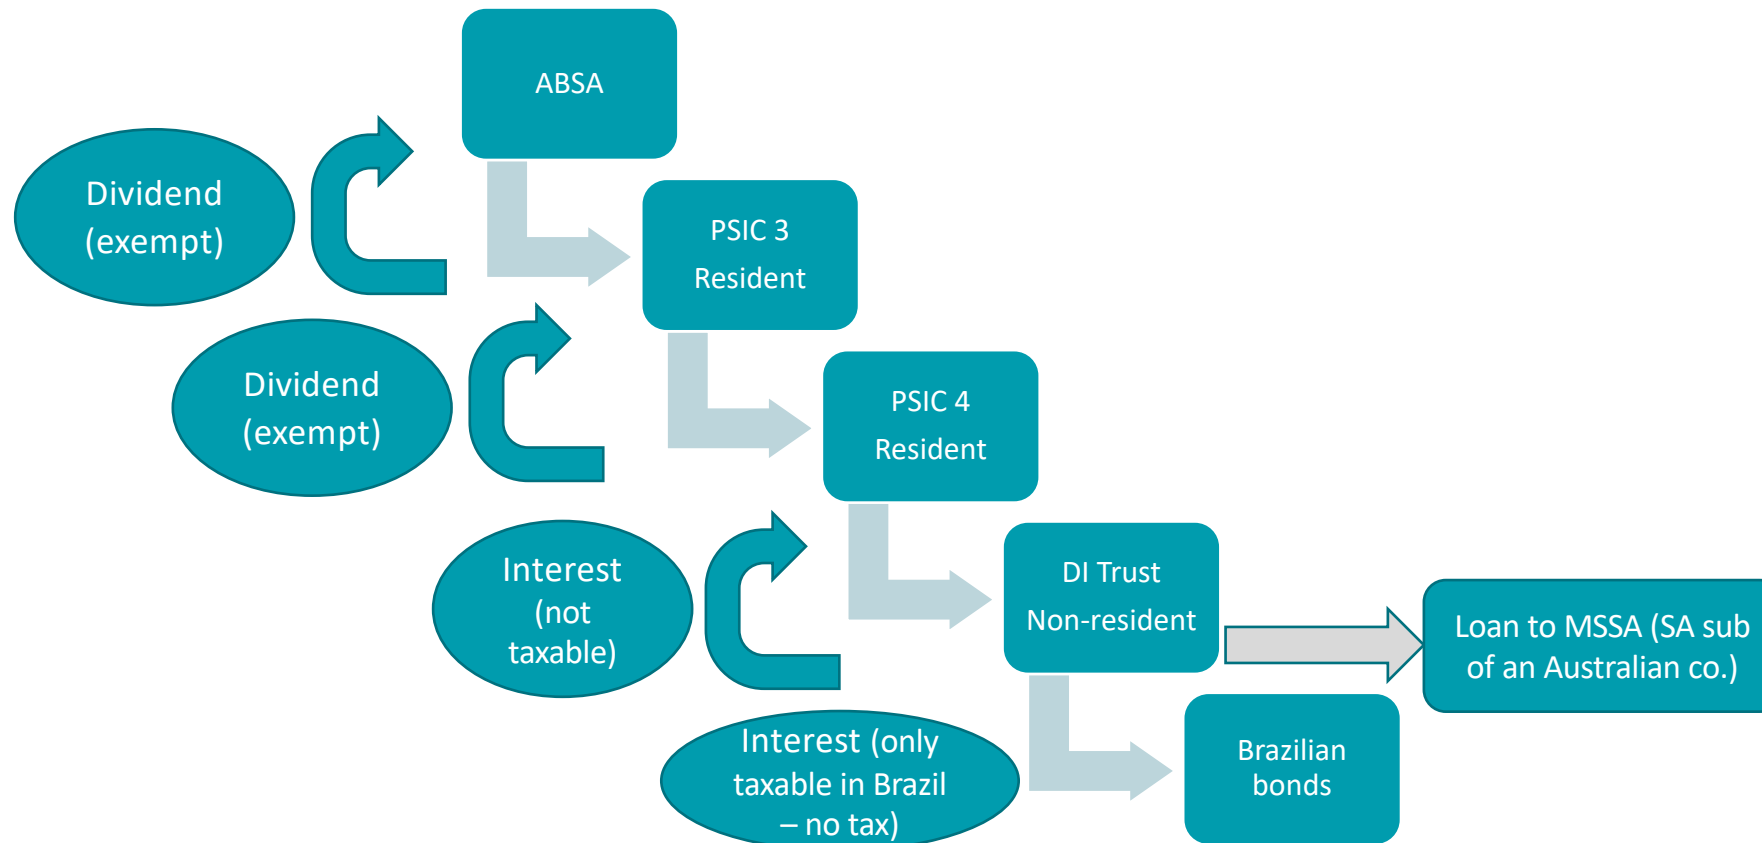 ABSA
Dividend
(exempt)
PSIC 3
Resident
Dividend
(exempt)
PSIC 4
Resident
Interest
(not
taxable)
DI Trust
Non-resident
Loan to MSSA (SA sub
of an Australian co.)
Interest (only
taxable in Brazil
– no tax)
Brazilian
bonds